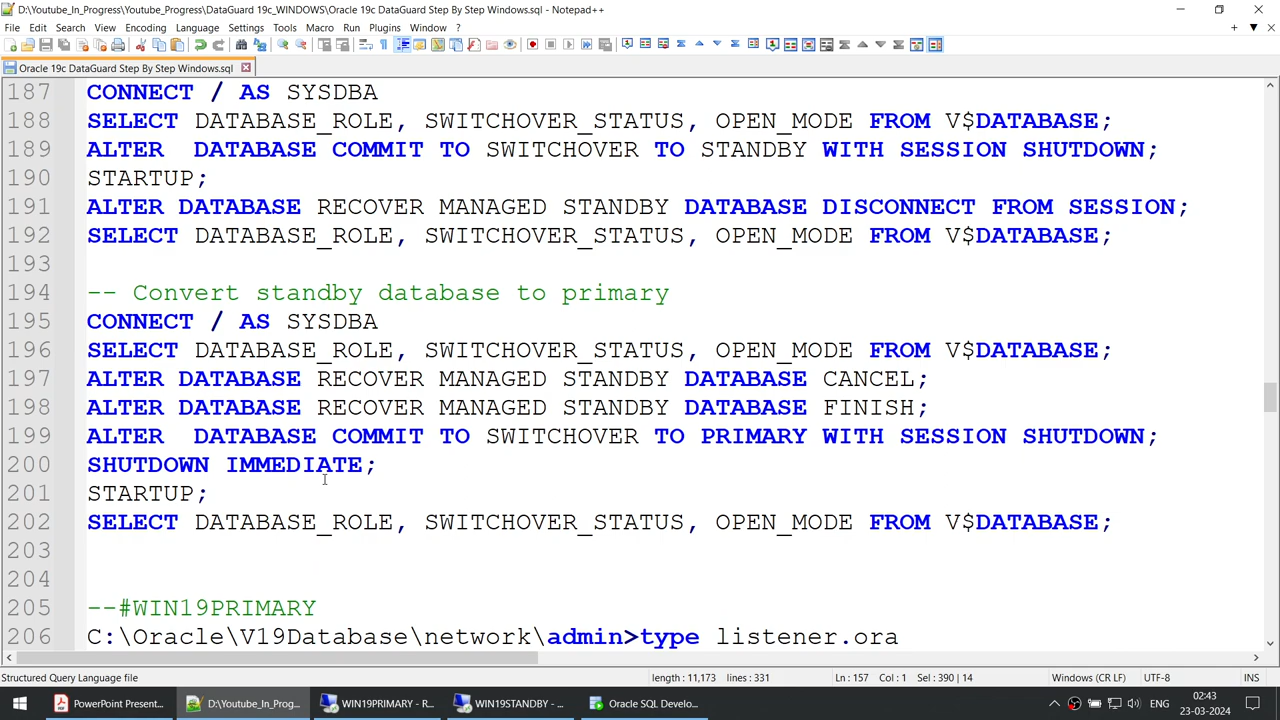 D:\Youtube_In_Progress\Youtube_Progress\DataGuard 19c_WINDOWS\Oracle 19c DataGuard Step By Step Windows.sql - Notepad++
File Edit Search View Encoding Language Settings Tools Macro Run Plugins Window ?
Oracle 19c DataGuard Step By Step Windows.sql
187 CONNECT / AS SYSDBA
188 SELECT DATABASE_ROLE, SWITCHOVER_STATUS, OPEN_MODE FROM V$DATABASE;
189 ALTER  DATABASE COMMIT TO SWITCHOVER TO STANDBY WITH SESSION SHUTDOWN;
190 STARTUP;
191 ALTER DATABASE RECOVER MANAGED STANDBY DATABASE DISCONNECT FROM SESSION;
192 SELECT DATABASE_ROLE, SWITCHOVER_STATUS, OPEN_MODE FROM V$DATABASE;
193
194 -- Convert standby database to primary
195 CONNECT / AS SYSDBA
196 SELECT DATABASE_ROLE, SWITCHOVER_STATUS, OPEN_MODE FROM V$DATABASE;
197 ALTER DATABASE RECOVER MANAGED STANDBY DATABASE CANCEL;
198 ALTER DATABASE RECOVER MANAGED STANDBY DATABASE FINISH;
199 ALTER  DATABASE COMMIT TO SWITCHOVER TO PRIMARY WITH SESSION SHUTDOWN;
200 SHUTDOWN IMMEDIATE;
201 STARTUP;
202 SELECT DATABASE_ROLE, SWITCHOVER_STATUS, OPEN_MODE FROM V$DATABASE;
203
204
205 --#WIN19PRIMARY
206 C:\Oracle\V19Database\network\admin>type listener.ora
Structured Query Language file length : 11,173 lines : 331 Ln : 157 Col : 1 Sel : 390 | 14 Windows (CR LF) UTF-8 INS
PowerPoint Present... D:\Youtube_In_Prog... WIN19PRIMARY - R... WIN19STANDBY - ... Oracle SQL Develo... ENG 02:43
23-03-2024